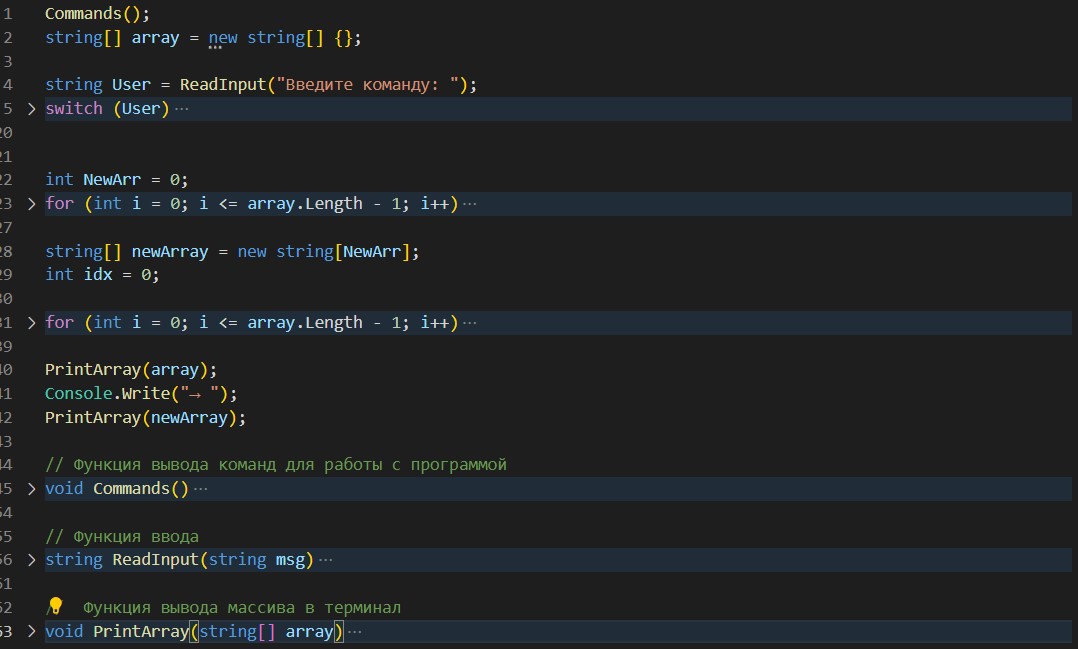 1 Commands();
2 string[] array = new string[] {};
3
4 string User = ReadInput("Введите команду: ");
5 switch (User) ···
20
21
22 int NewArr = 0;
23 for (int i = 0; i <= array.Length - 1; i++) ···
27
28 string[] newArray = new string[NewArr];
29 int idx = 0;
30
31 for (int i = 0; i <= array.Length - 1; i++) ···
39
40 PrintArray(array);
41 Console.Write("→ ");
42 PrintArray(newArray);
43
44 // Функция вывода команд для работы с программой
45 void Commands() ···
54
55 // Функция ввода
56 string ReadInput(string msg) ···
61
62 // Функция вывода массива в терминал
63 void PrintArray(string[] array) ···